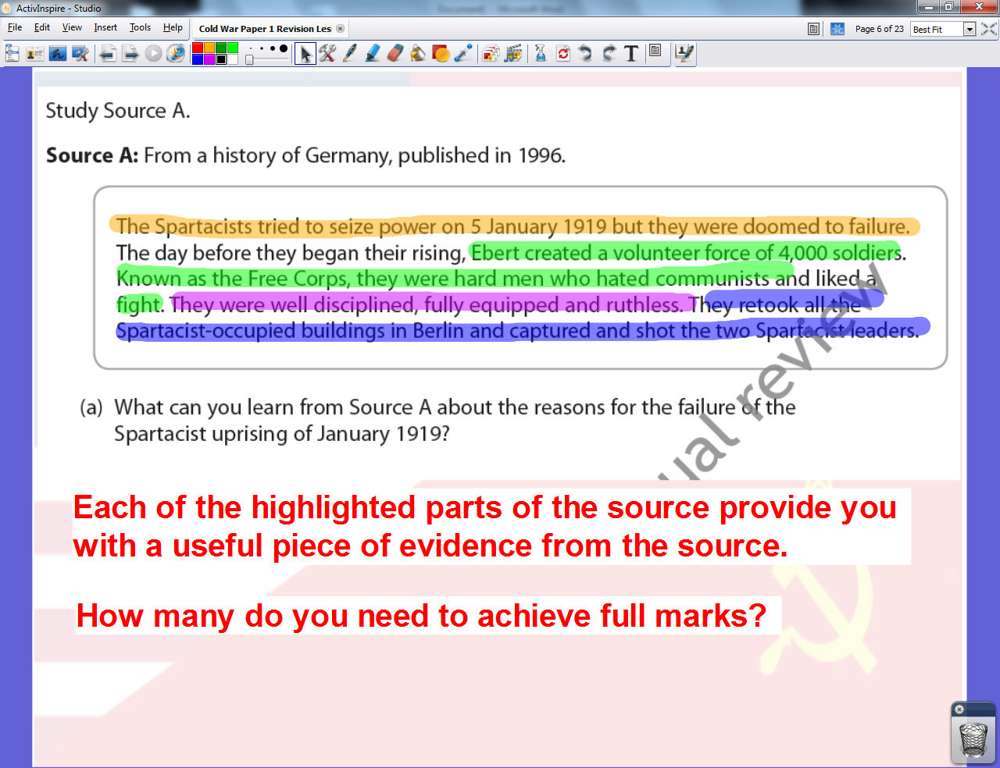 ActivInspire - Studio
File Edit View Insert Tools Help
Cold War Paper 1 Revision Les
Page 6 of 23 Best Fit
Study Source A.
Source A: From a history of Germany, published in 1996.
The Spartacists tried to seize power on 5 January 1919 but they were doomed to failure.
The day before they began their rising, Ebert created a volunteer force of 4,000 soldiers.
Known as the Free Corps, they were hard men who hated communists and liked a
fight. They were well disciplined, fully equipped and ruthless. They retook all the
Spartacist-occupied buildings in Berlin and captured and shot the two Spartacist leaders.
(a) What can you learn from Source A about the reasons for the failure of the
Spartacist uprising of January 1919?
ual review
Each of the highlighted parts of the source provide you
with a useful piece of evidence from the source.
How many do you need to achieve full marks?